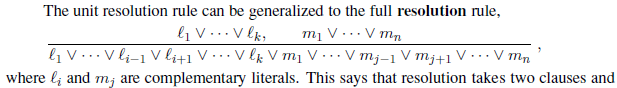 The unit resolution rule can be generalized to the full resolution rule,
ℓ₁ ∨ ⋯ ∨ ℓₖ, m₁ ∨ ⋯ ∨ mₙ
ℓ₁ ∨ ⋯ ∨ ℓᵢ₋₁ ∨ ℓᵢ₊₁ ∨ ⋯ ∨ ℓₖ ∨ m₁ ∨ ⋯ ∨ mⱼ₋₁ ∨ mⱼ₊₁ ∨ ⋯ ∨ mₙ ,
where ℓᵢ and mⱼ are complementary literals. This says that resolution takes two clauses and